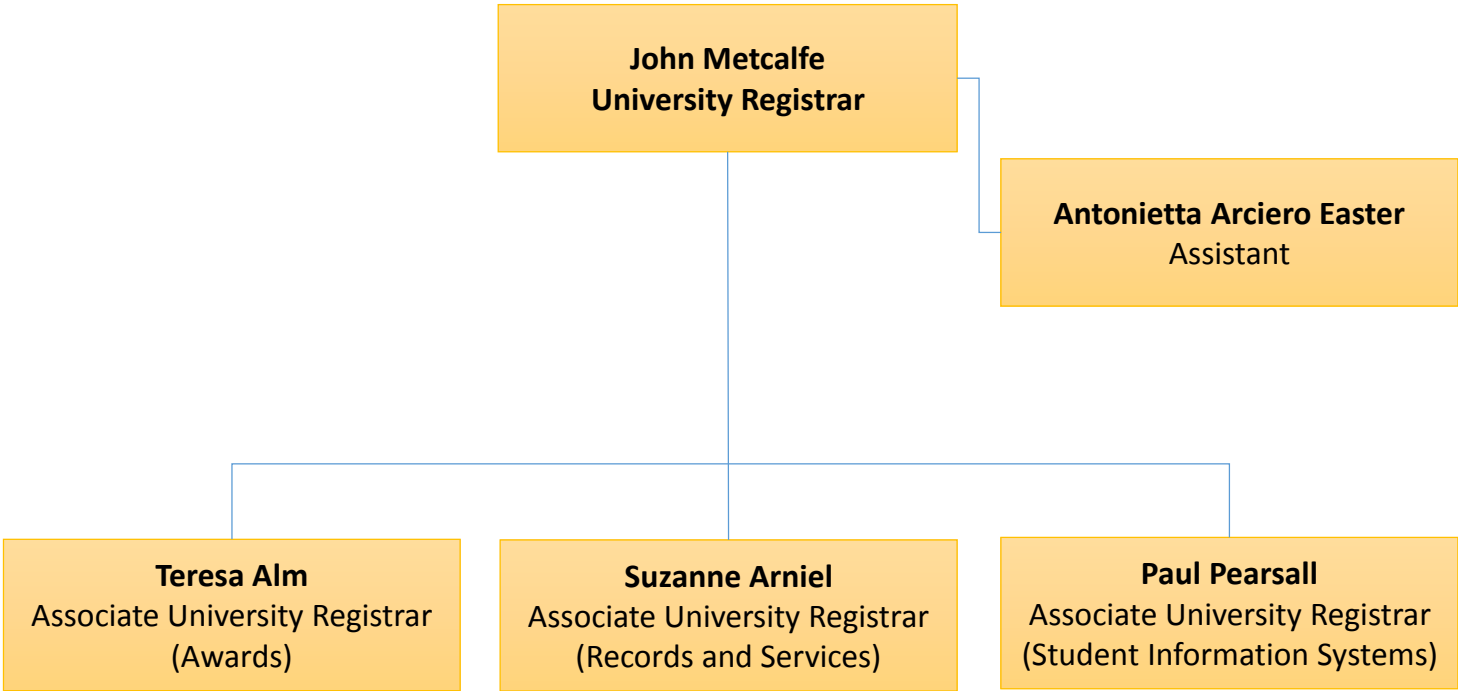 John Metcalfe
University Registrar
Antonietta Arciero Easter
Assistant
Teresa Alm
Associate University Registrar
(Awards)
Suzanne Arniel
Associate University Registrar
(Records and Services)
Paul Pearsall
Associate University Registrar
(Student Information Systems)